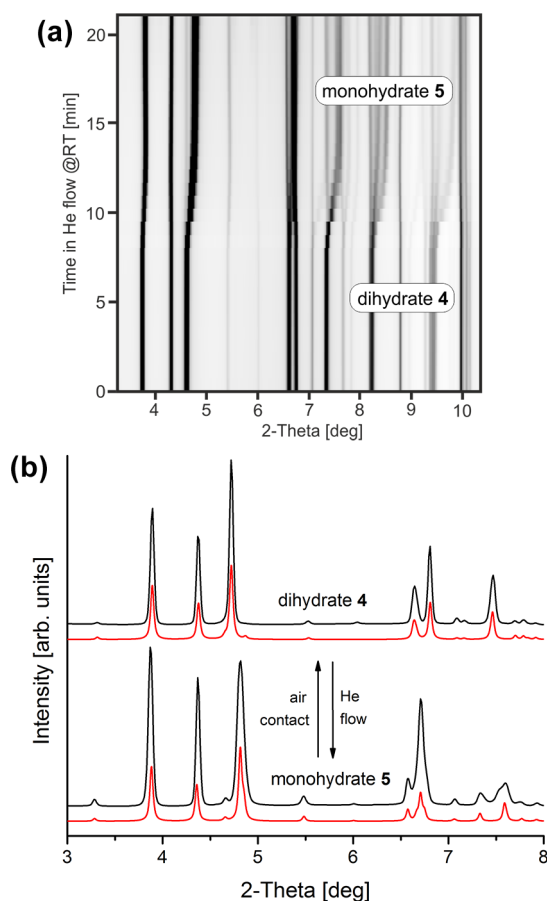 (a)
Time in He flow @RT [min]
20
15
10
5
0
monohydrate 5
dihydrate 4
4 5 6 7 8 9 10
2-Theta [deg]
(b)
Intensity [arb. units]
dihydrate 4
air contact
He flow
monohydrate 5
3 4 5 6 7 8
2-Theta [deg]